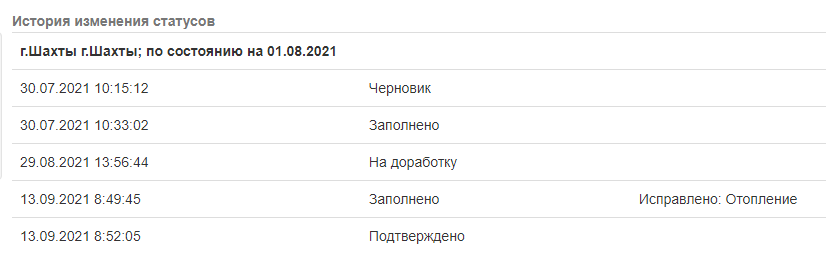 История изменения статусов
г.Шахты г.Шахты; по состоянию на 01.08.2021
30.07.2021 10:15:12 Черновик
30.07.2021 10:33:02 Заполнено
29.08.2021 13:56:44 На доработку
13.09.2021 8:49:45 Заполнено Исправлено: Отопление
13.09.2021 8:52:05 Подтверждено